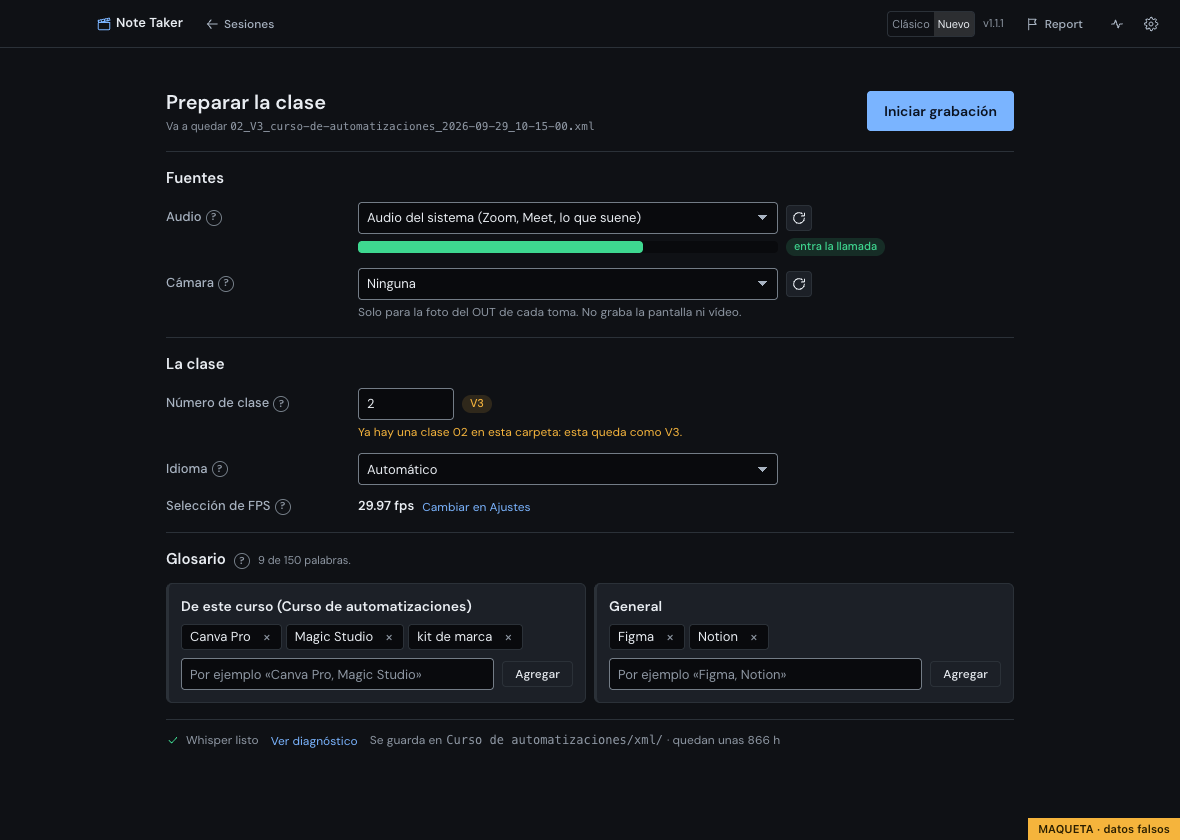 Note Taker
Sesiones
Clásico Nuevo v1.1.1 Report
Preparar la clase
Va a quedar 02_V3_curso-de-automatizaciones_2026-09-29_10-15-00.xml
Iniciar grabación
Fuentes
Audio ?
Audio del sistema (Zoom, Meet, lo que suene)
entra la llamada
Cámara ?
Ninguna
Solo para la foto del OUT de cada toma. No graba la pantalla ni vídeo.
La clase
Número de clase ?
2
V3
Ya hay una clase 02 en esta carpeta: esta queda como V3.
Idioma ?
Automático
Selección de FPS ?
29.97 fps Cambiar en Ajustes
Glosario ? 9 de 150 palabras.
De este curso (Curso de automatizaciones)
Canva Pro × Magic Studio × kit de marca ×
Por ejemplo «Canva Pro, Magic Studio» Agregar
General
Figma × Notion ×
Por ejemplo «Figma, Notion» Agregar
Whisper listo Ver diagnóstico Se guarda en Curso de automatizaciones/xml/ · quedan unas 866 h
MAQUETA · datos falsos